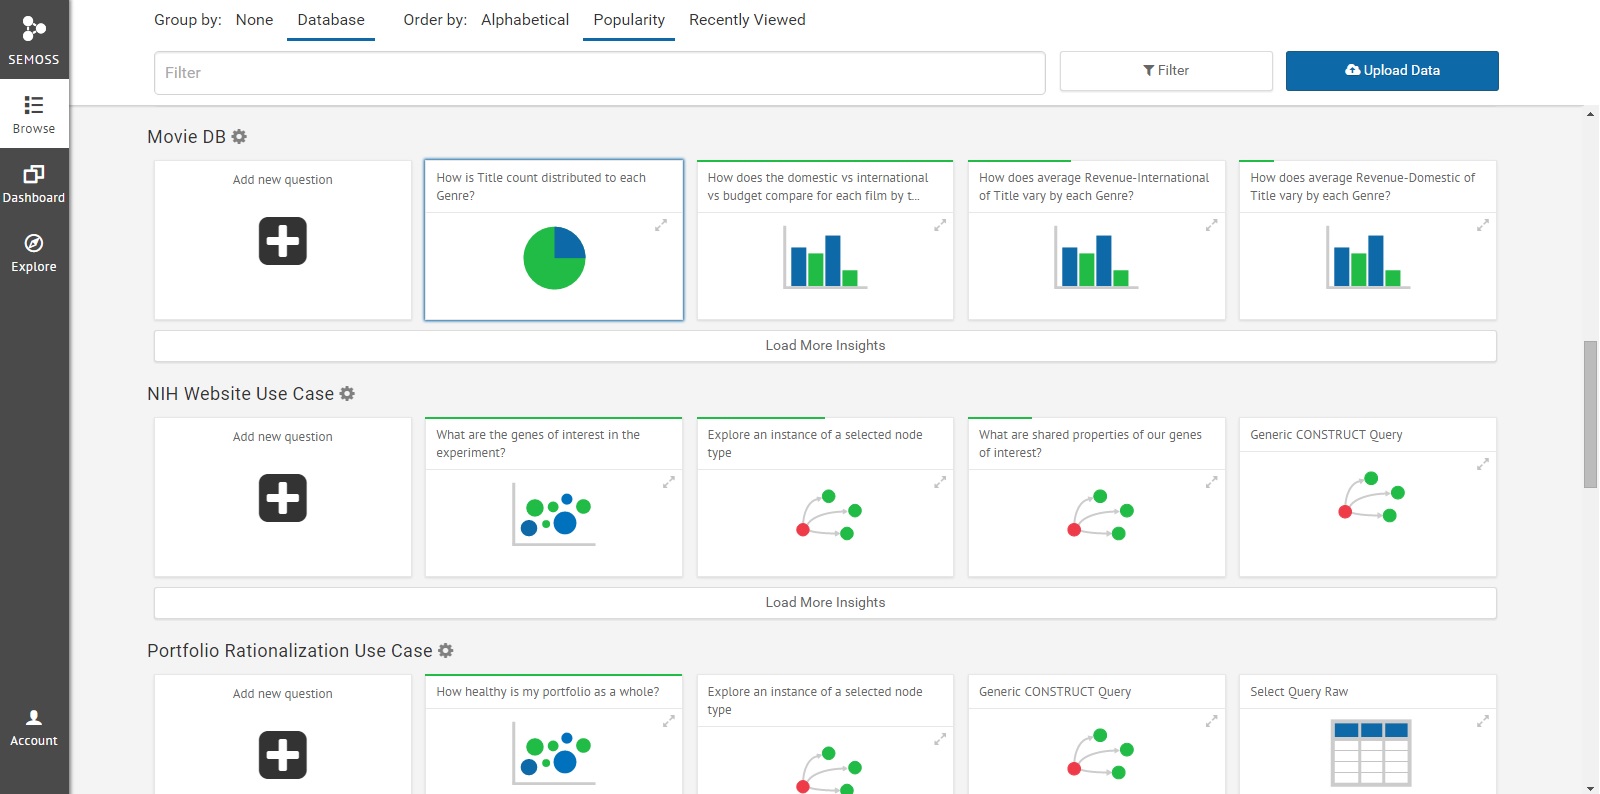 Group by: None Database Order by: Alphabetical Popularity Recently Viewed
SEMOSS
Filter
Filter
Upload Data
Browse
Dashboard
Explore
Account
Movie DB
Add new question
How is Title count distributed to each
Genre?
How does the domestic vs international
vs budget compare for each film by t...
How does average Revenue-International
of Title vary by each Genre?
How does average Revenue-Domestic of
Title vary by each Genre?
Load More Insights
NIH Website Use Case
Add new question
What are the genes of interest in the
experiment?
Explore an instance of a selected node
type
What are shared properties of our genes
of interest?
Generic CONSTRUCT Query
Load More Insights
Portfolio Rationalization Use Case
Add new question
How healthy is my portfolio as a whole?
Explore an instance of a selected node
type
Generic CONSTRUCT Query
Select Query Raw